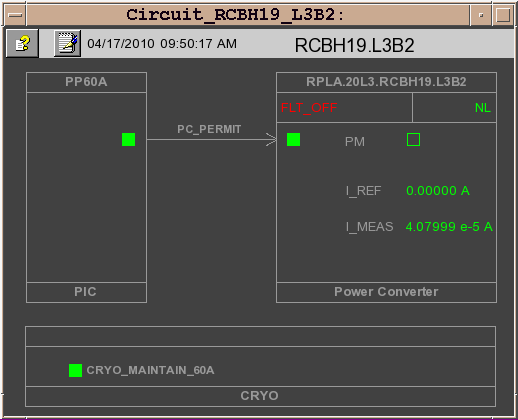 Circuit_RCBH19_L3B2:
04/17/2010 09:50:17 AM
RCBH19.L3B2
PP60A
PC_PERMIT
PIC
RPLA.20L3.RCBH19.L3B2
FLT_OFF
NL
PM
I_REF 0.00000 A
I_MEAS 4.07999 e-5 A
Power Converter
CRYO_MAINTAIN_60A
CRYO